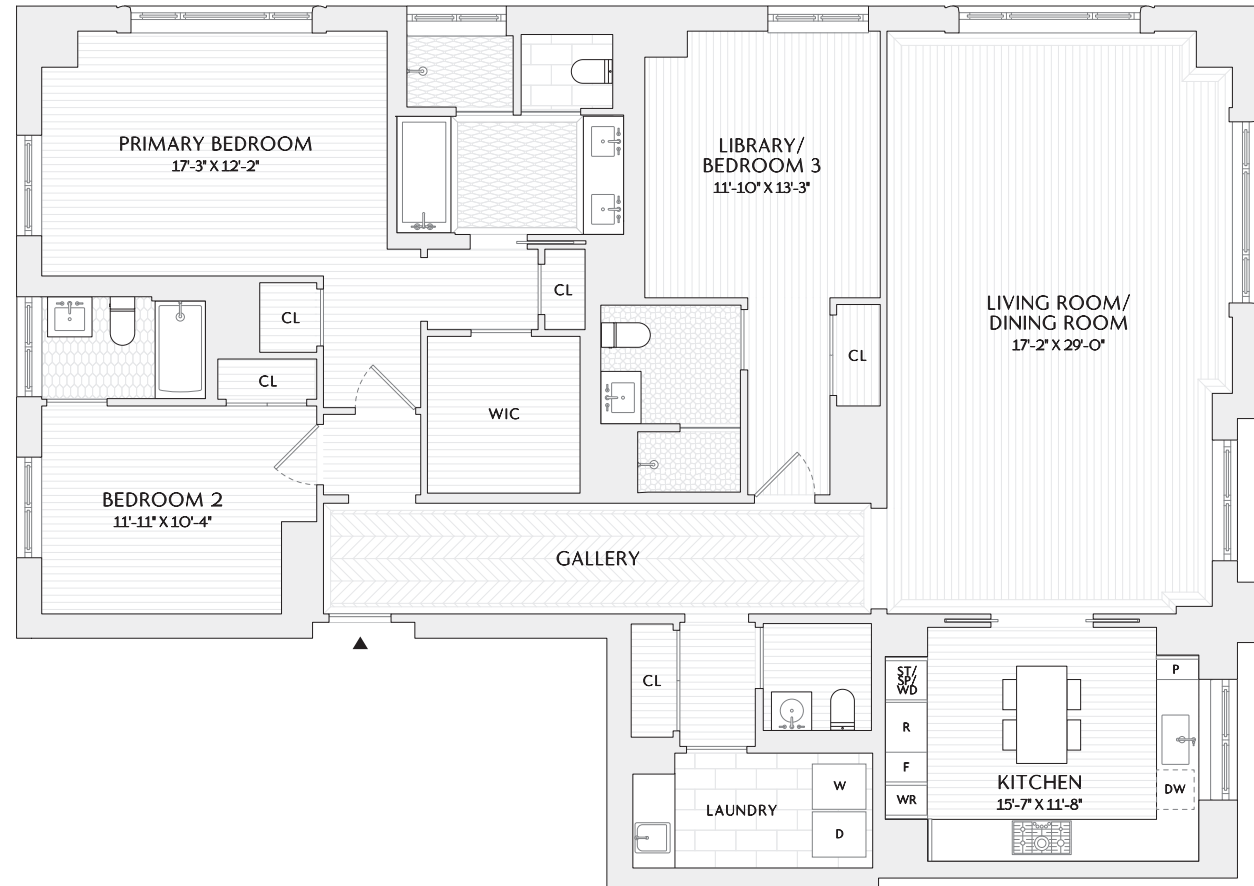 PRIMARY BEDROOM
17'-3" X 12'-2"
LIBRARY/
BEDROOM 3
11'-10" X 13'-3"
LIVING ROOM/
DINING ROOM
17'-2" X 29'-0"
CL
CL
CL
CL
WIC
BEDROOM 2
11'-11" X 10'-4"
GALLERY
CL
ST/
SP/
WD
R
F
WR
P
DW
KITCHEN
15'-7" X 11'-8"
LAUNDRY
W
D